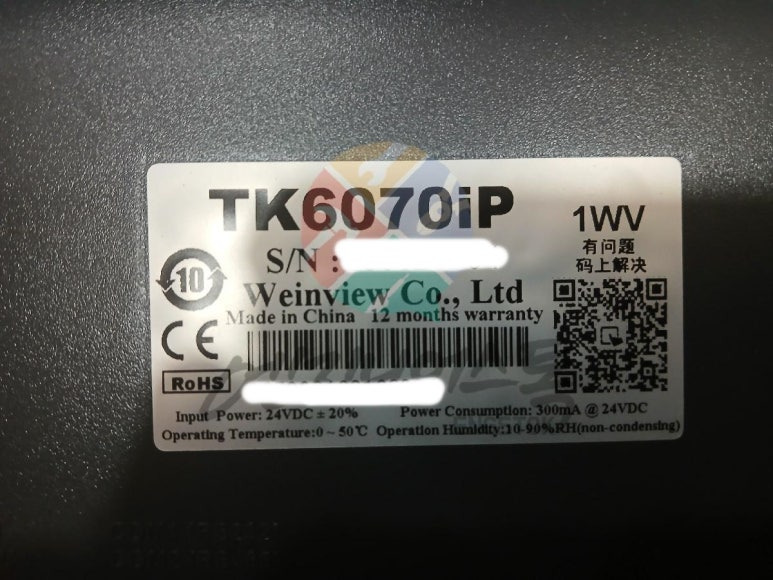 TK6070iP
1WV
有问题
码上解决
S/N :
10
Weinview Co., Ltd
Made in China 12 months warranty
CE
RoHS
Input Power: 24VDC ± 20% Power Consumption: 300mA @ 24VDC
Operating Temperature:0 ~ 50℃ Operation Humidity:10-90%RH(non-condensing)